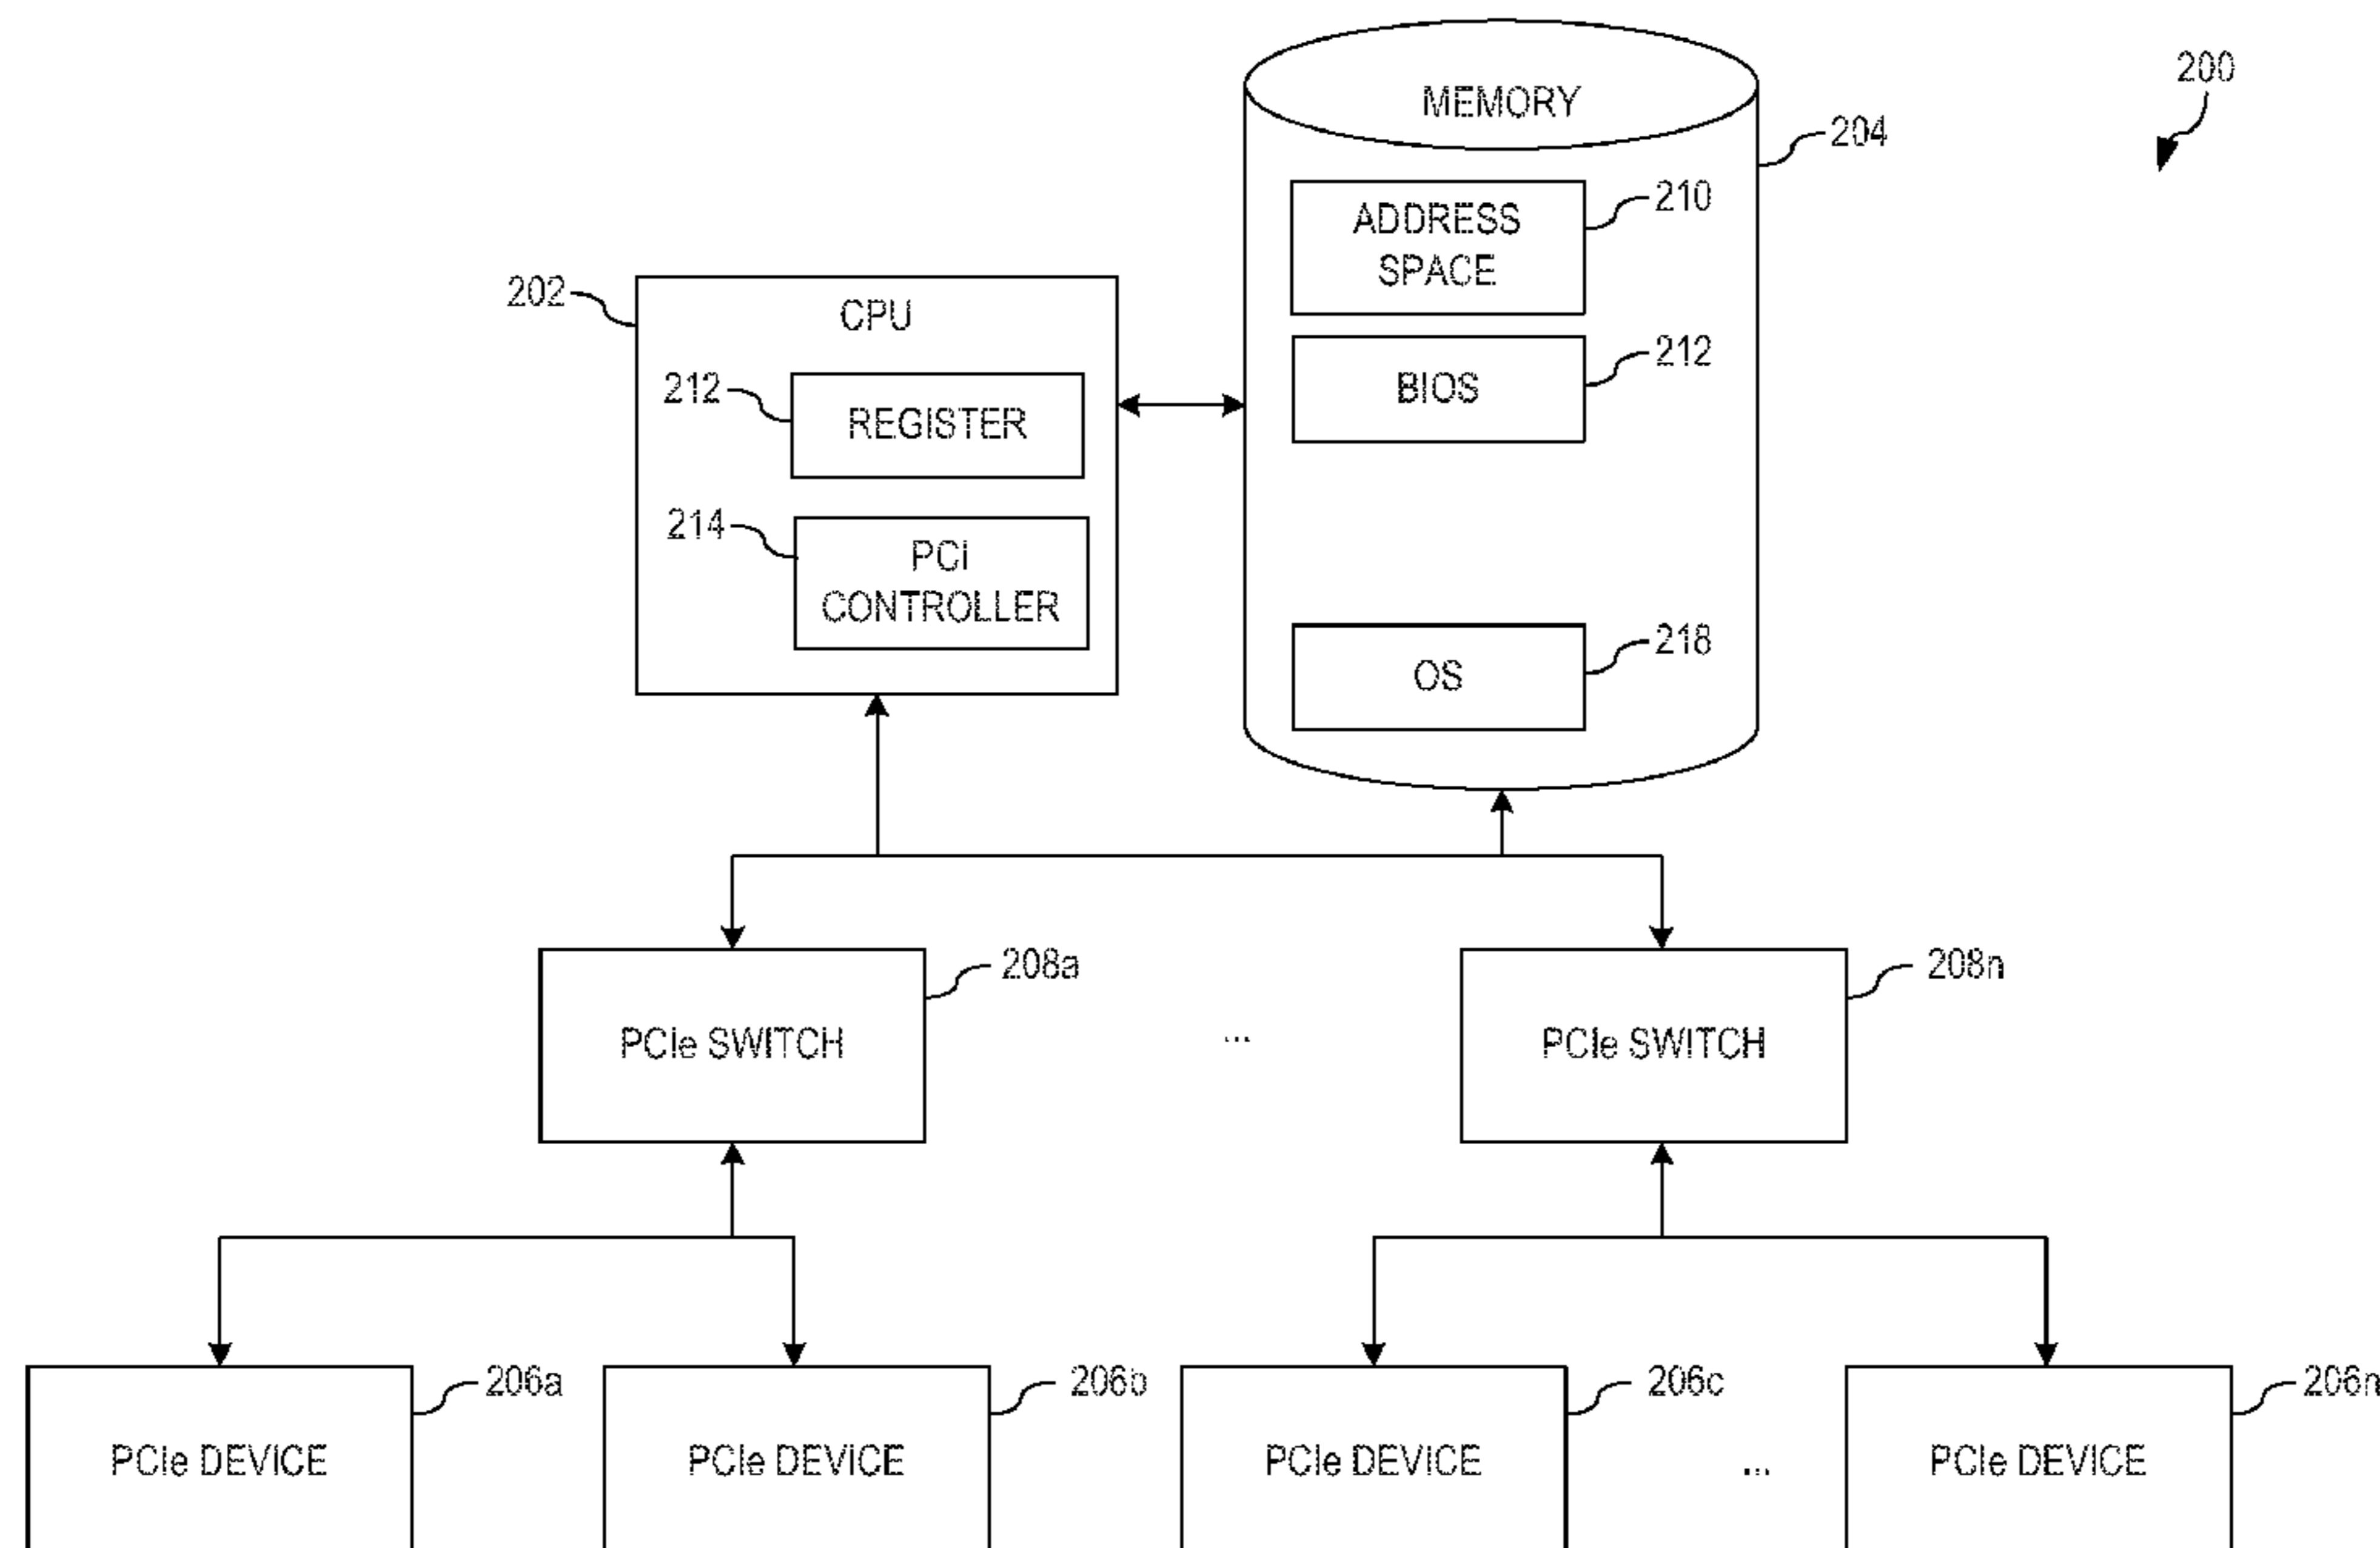 200
MEMORY
204
ADDRESS
SPACE
210
202
CPU
212
REGISTER
BIOS
212
214
PCi
CONTROLLER
OS
218
PCIe SWITCH
208a
...
PCIe SWITCH
208n
PCIe DEVICE
206a
PCIe DEVICE
206b
PCIe DEVICE
206c
...
PCIe DEVICE
206n